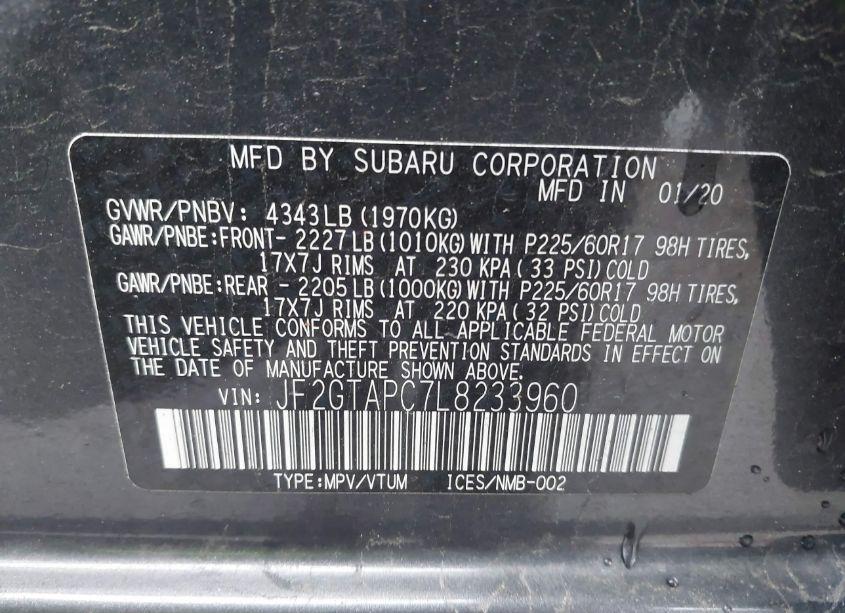 MFD BY SUBARU CORPORATION
MFD IN 01/20
GVWR/PNBV: 4343LB (1970KG)
GAWR/PNBE:FRONT- 2227 LB (1010KG) WITH P225/60R17 98H TIRES,
17X7J RIMS AT 230 KPA ( 33 PSI) COLD
GAWR/PNBE:REAR - 2205 LB (1000KG) WITH P225/60R17 98H TIRES,
17X7J RIMS AT 220 KPA ( 32 PSI) COLD
THIS VEHICLE CONFORMS TO ALL APPLICABLE FEDERAL MOTOR
VEHICLE SAFETY AND THEFT PREVENTION STANDARDS IN EFFECT ON
THE DATE OF MANUFACTURE SHOWN ABOVE.
VIN: JF2GTAPC7L8233960
TYPE:MPV/VTUM ICES/NMB-002